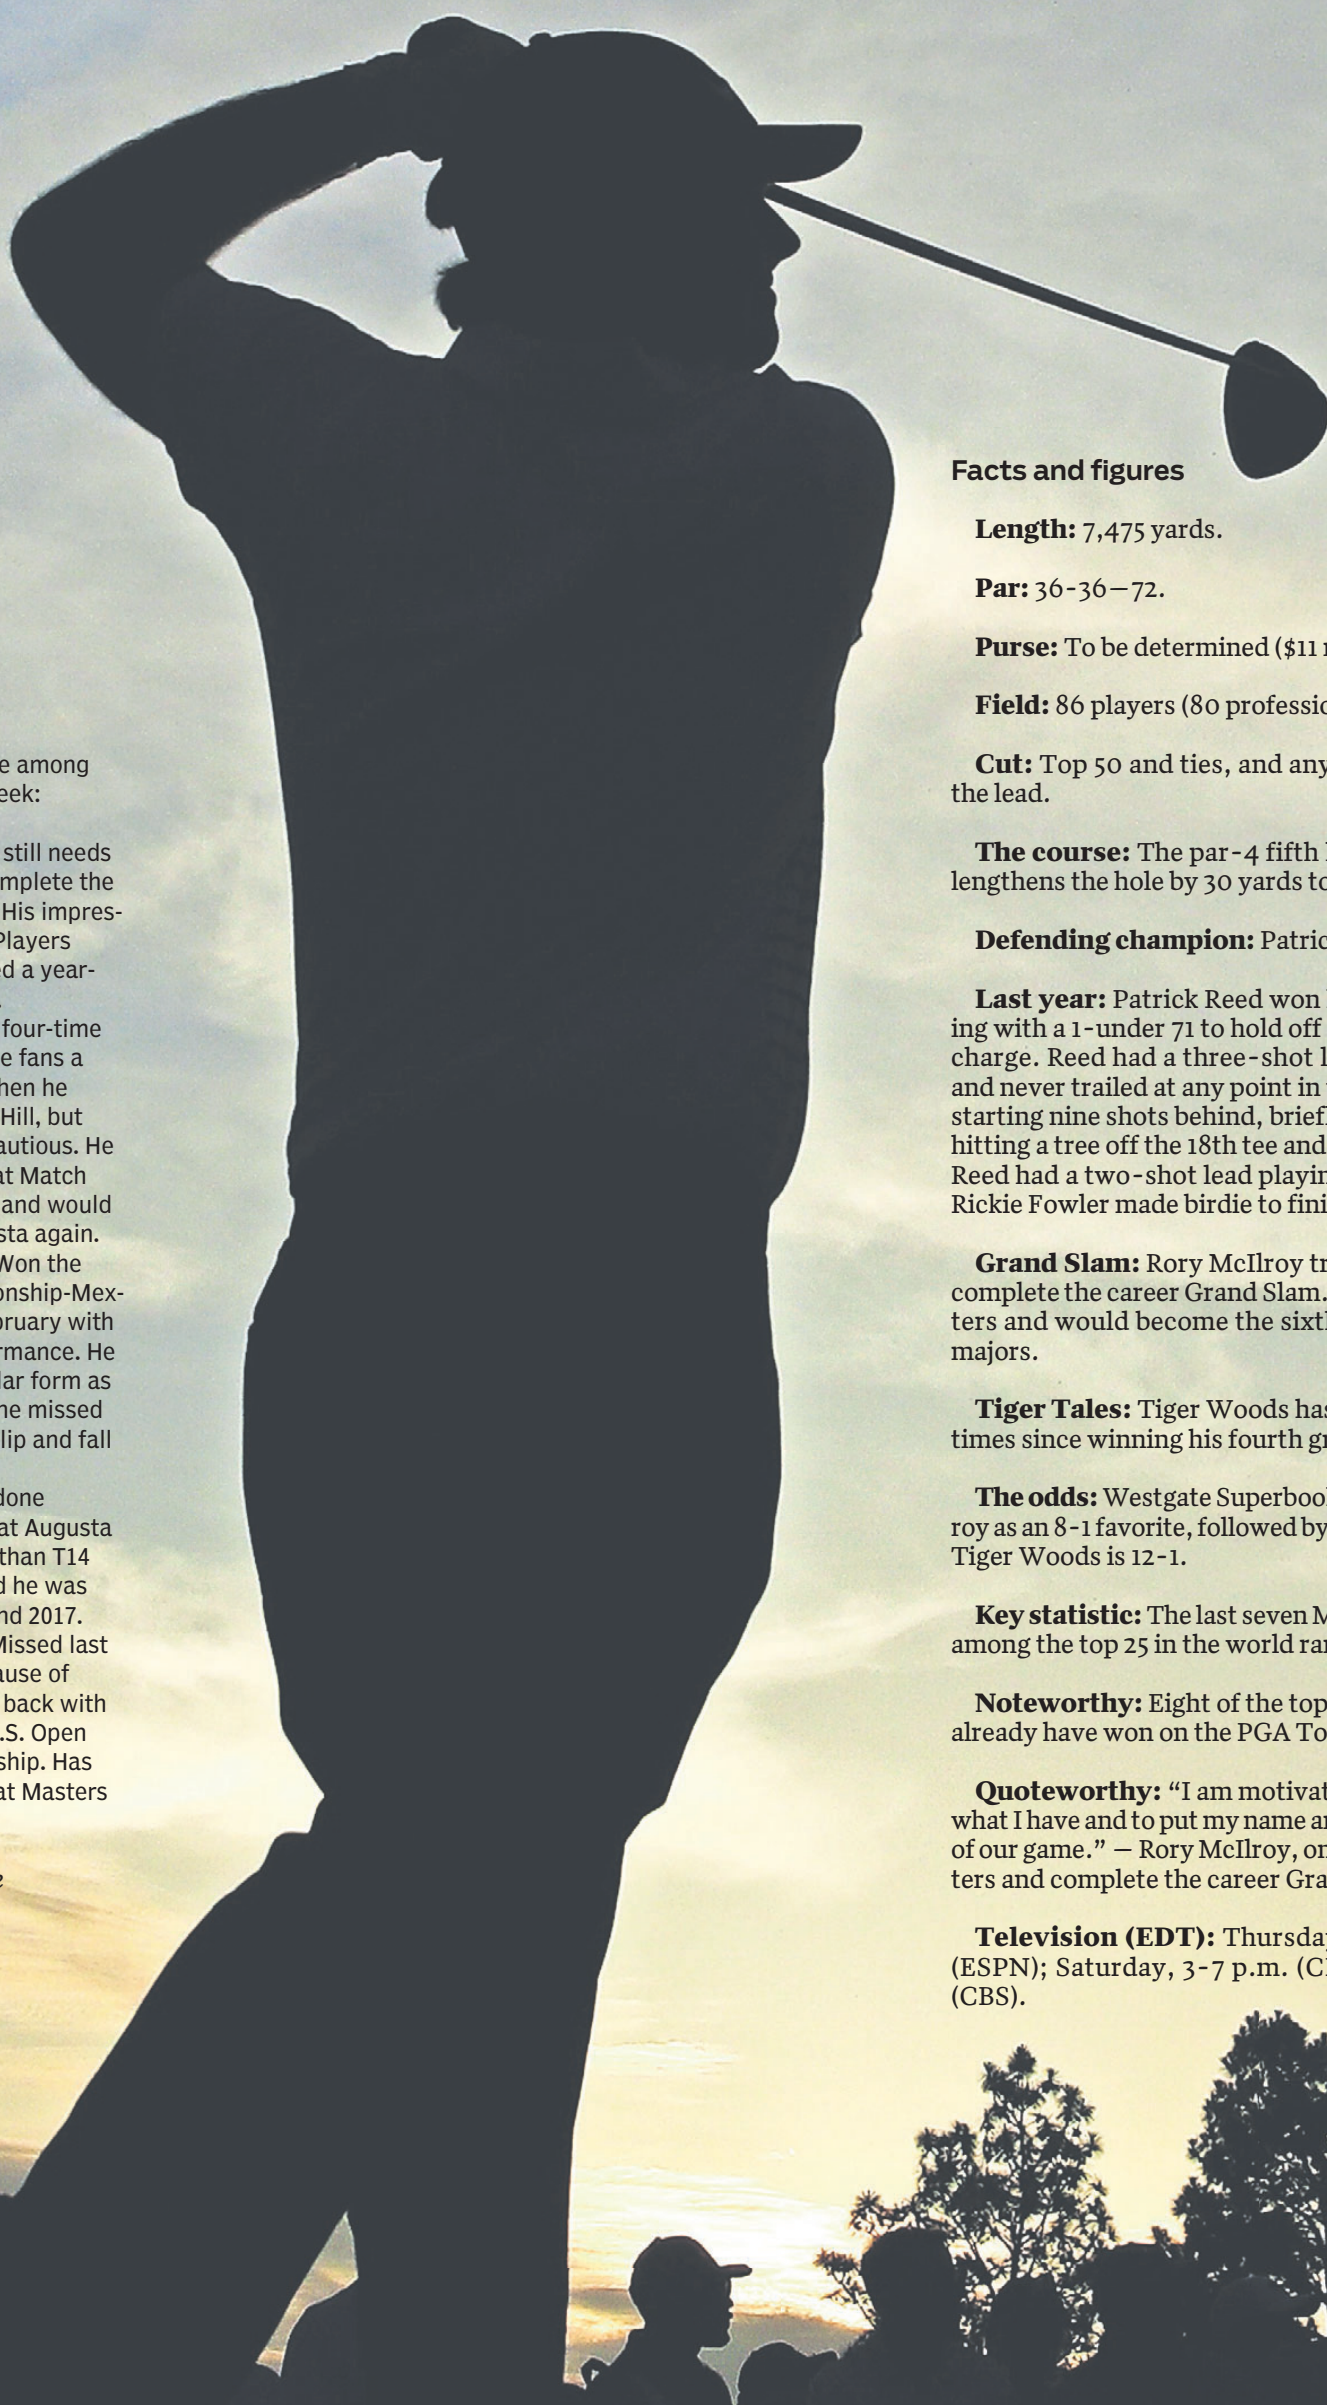 e among
eek:
still needs
mplete the
His impres-
Players
ed a year-
four-time
e fans a
hen he
Hill, but
autious. He
at Match
and would
sta again.
Won the
onship-Mex-
bruary with
rmance. He
lar form as
he missed
lip and fall
done
at Augusta
than T14
d he was
nd 2017.
Missed last
ause of
back with
.S. Open
ship. Has
at Masters
Facts and figures
Length: 7,475 yards.
Par: 36-36—72.
Purse: To be determined ($11
Field: 86 players (80 professio
Cut: Top 50 and ties, and any
the lead.
The course: The par-4 fifth
lengthens the hole by 30 yards to
Defending champion: Patric
Last year: Patrick Reed won
ing with a 1-under 71 to hold off
charge. Reed had a three-shot l
and never trailed at any point in
starting nine shots behind, briefl
hitting a tree off the 18th tee and
Reed had a two-shot lead playin
Rickie Fowler made birdie to fini
Grand Slam: Rory McIlroy tr
complete the career Grand Slam.
ters and would become the sixth
majors.
Tiger Tales: Tiger Woods has
times since winning his fourth gr
The odds: Westgate Superboo
roy as an 8-1 favorite, followed by
Tiger Woods is 12-1.
Key statistic: The last seven M
among the top 25 in the world ra
Noteworthy: Eight of the top
already have won on the PGA To
Quoteworthy: “I am motivat
what I have and to put my name a
of our game.” — Rory McIlroy, on
ters and complete the career Gra
Television (EDT): Thursday
(ESPN); Saturday, 3-7 p.m. (C
(CBS).